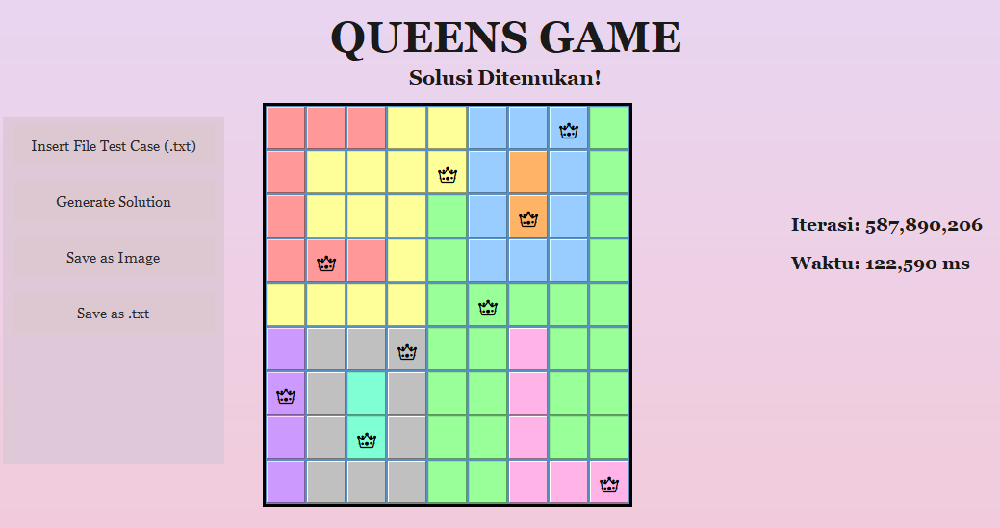 QUEENS GAME
Solusi Ditemukan!
Insert File Test Case (.txt)
Generate Solution
Save as Image
Save as .txt
Iterasi: 587,890,206
Waktu: 122,590 ms